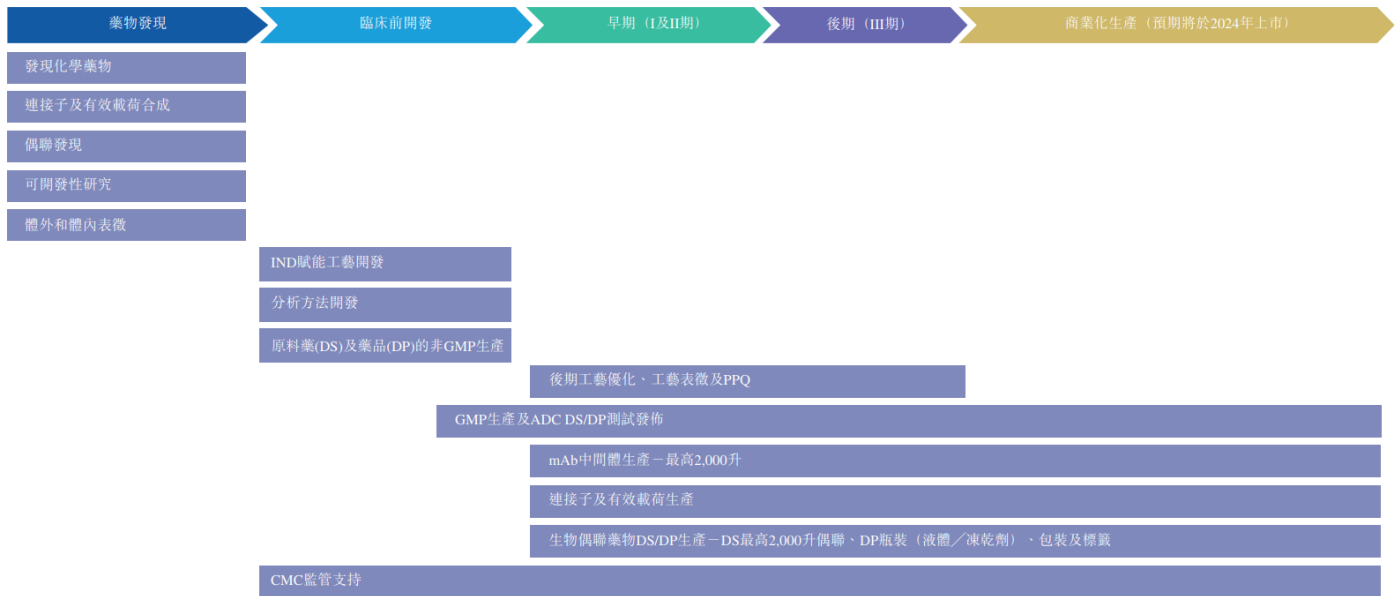 藥物發現
臨床前開發
早期（I及II期）
後期（III期）
商業化生產（預期將於2024年上市）
發現化學藥物
連接子及有效載荷合成
偶聯發現
可開發性研究
體外和體內表徵
IND賦能工藝開發
分析方法開發
原料藥(DS)及藥品(DP)的非GMP生產
後期工藝優化、工藝表徵及PPQ
GMP生產及ADC DS/DP測試發佈
mAb中間體生產－最高2,000升
連接子及有效載荷生產
生物偶聯藥物DS/DP生產－DS最高2,000升偶聯、DP瓶裝（液體╱凍乾劑）、包裝及標籤
CMC監管支持